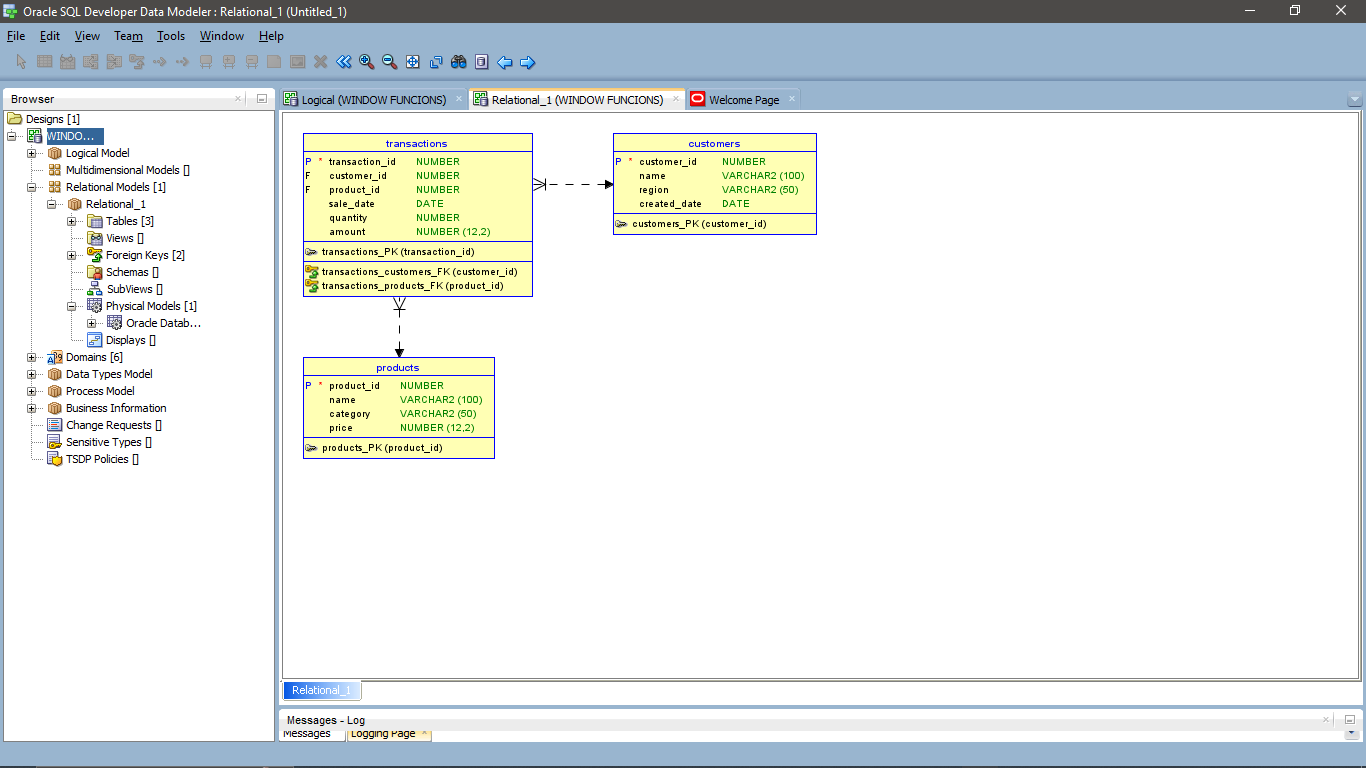 Oracle SQL Developer Data Modeler : Relational_1 (Untitled_1)
File Edit View Team Tools Window Help
Browser
Designs [1]
WINDO...
Logical Model
Multidimensional Models []
Relational Models [1]
Relational_1
Tables [3]
Views []
Foreign Keys [2]
Schemas []
SubViews []
Physical Models [1]
Oracle Datab...
Displays []
Domains [6]
Data Types Model
Process Model
Business Information
Change Requests []
Sensitive Types []
TSDP Policies []
Logical (WINDOW FUNCIONS) Relational_1 (WINDOW FUNCIONS) Welcome Page
transactions
P * transaction_id NUMBER
F customer_id NUMBER
F product_id NUMBER
sale_date DATE
quantity NUMBER
amount NUMBER (12,2)
transactions_PK (transaction_id)
transactions_customers_FK (customer_id)
transactions_products_FK (product_id)
customers
P * customer_id NUMBER
name VARCHAR2 (100)
region VARCHAR2 (50)
created_date DATE
customers_PK (customer_id)
products
P * product_id NUMBER
name VARCHAR2 (100)
category VARCHAR2 (50)
price NUMBER (12,2)
products_PK (product_id)
Relational_1
Messages - Log
Messages Logging Page